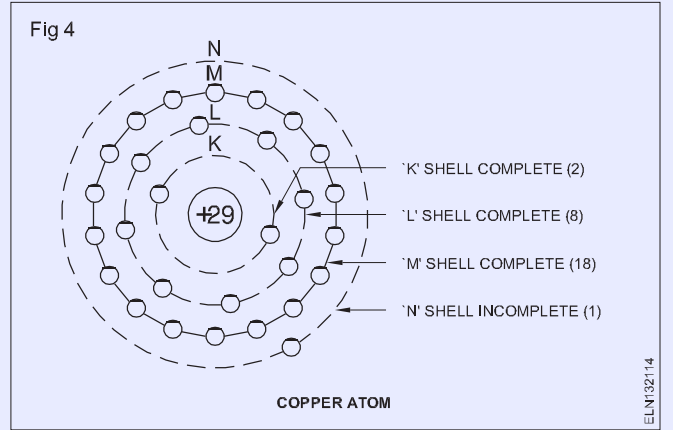 Fig 4
N
M
L
K
+29
`K' SHELL COMPLETE (2)
`L' SHELL COMPLETE (8)
`M' SHELL COMPLETE (18)
`N' SHELL INCOMPLETE (1)
COPPER ATOM
ELN132114